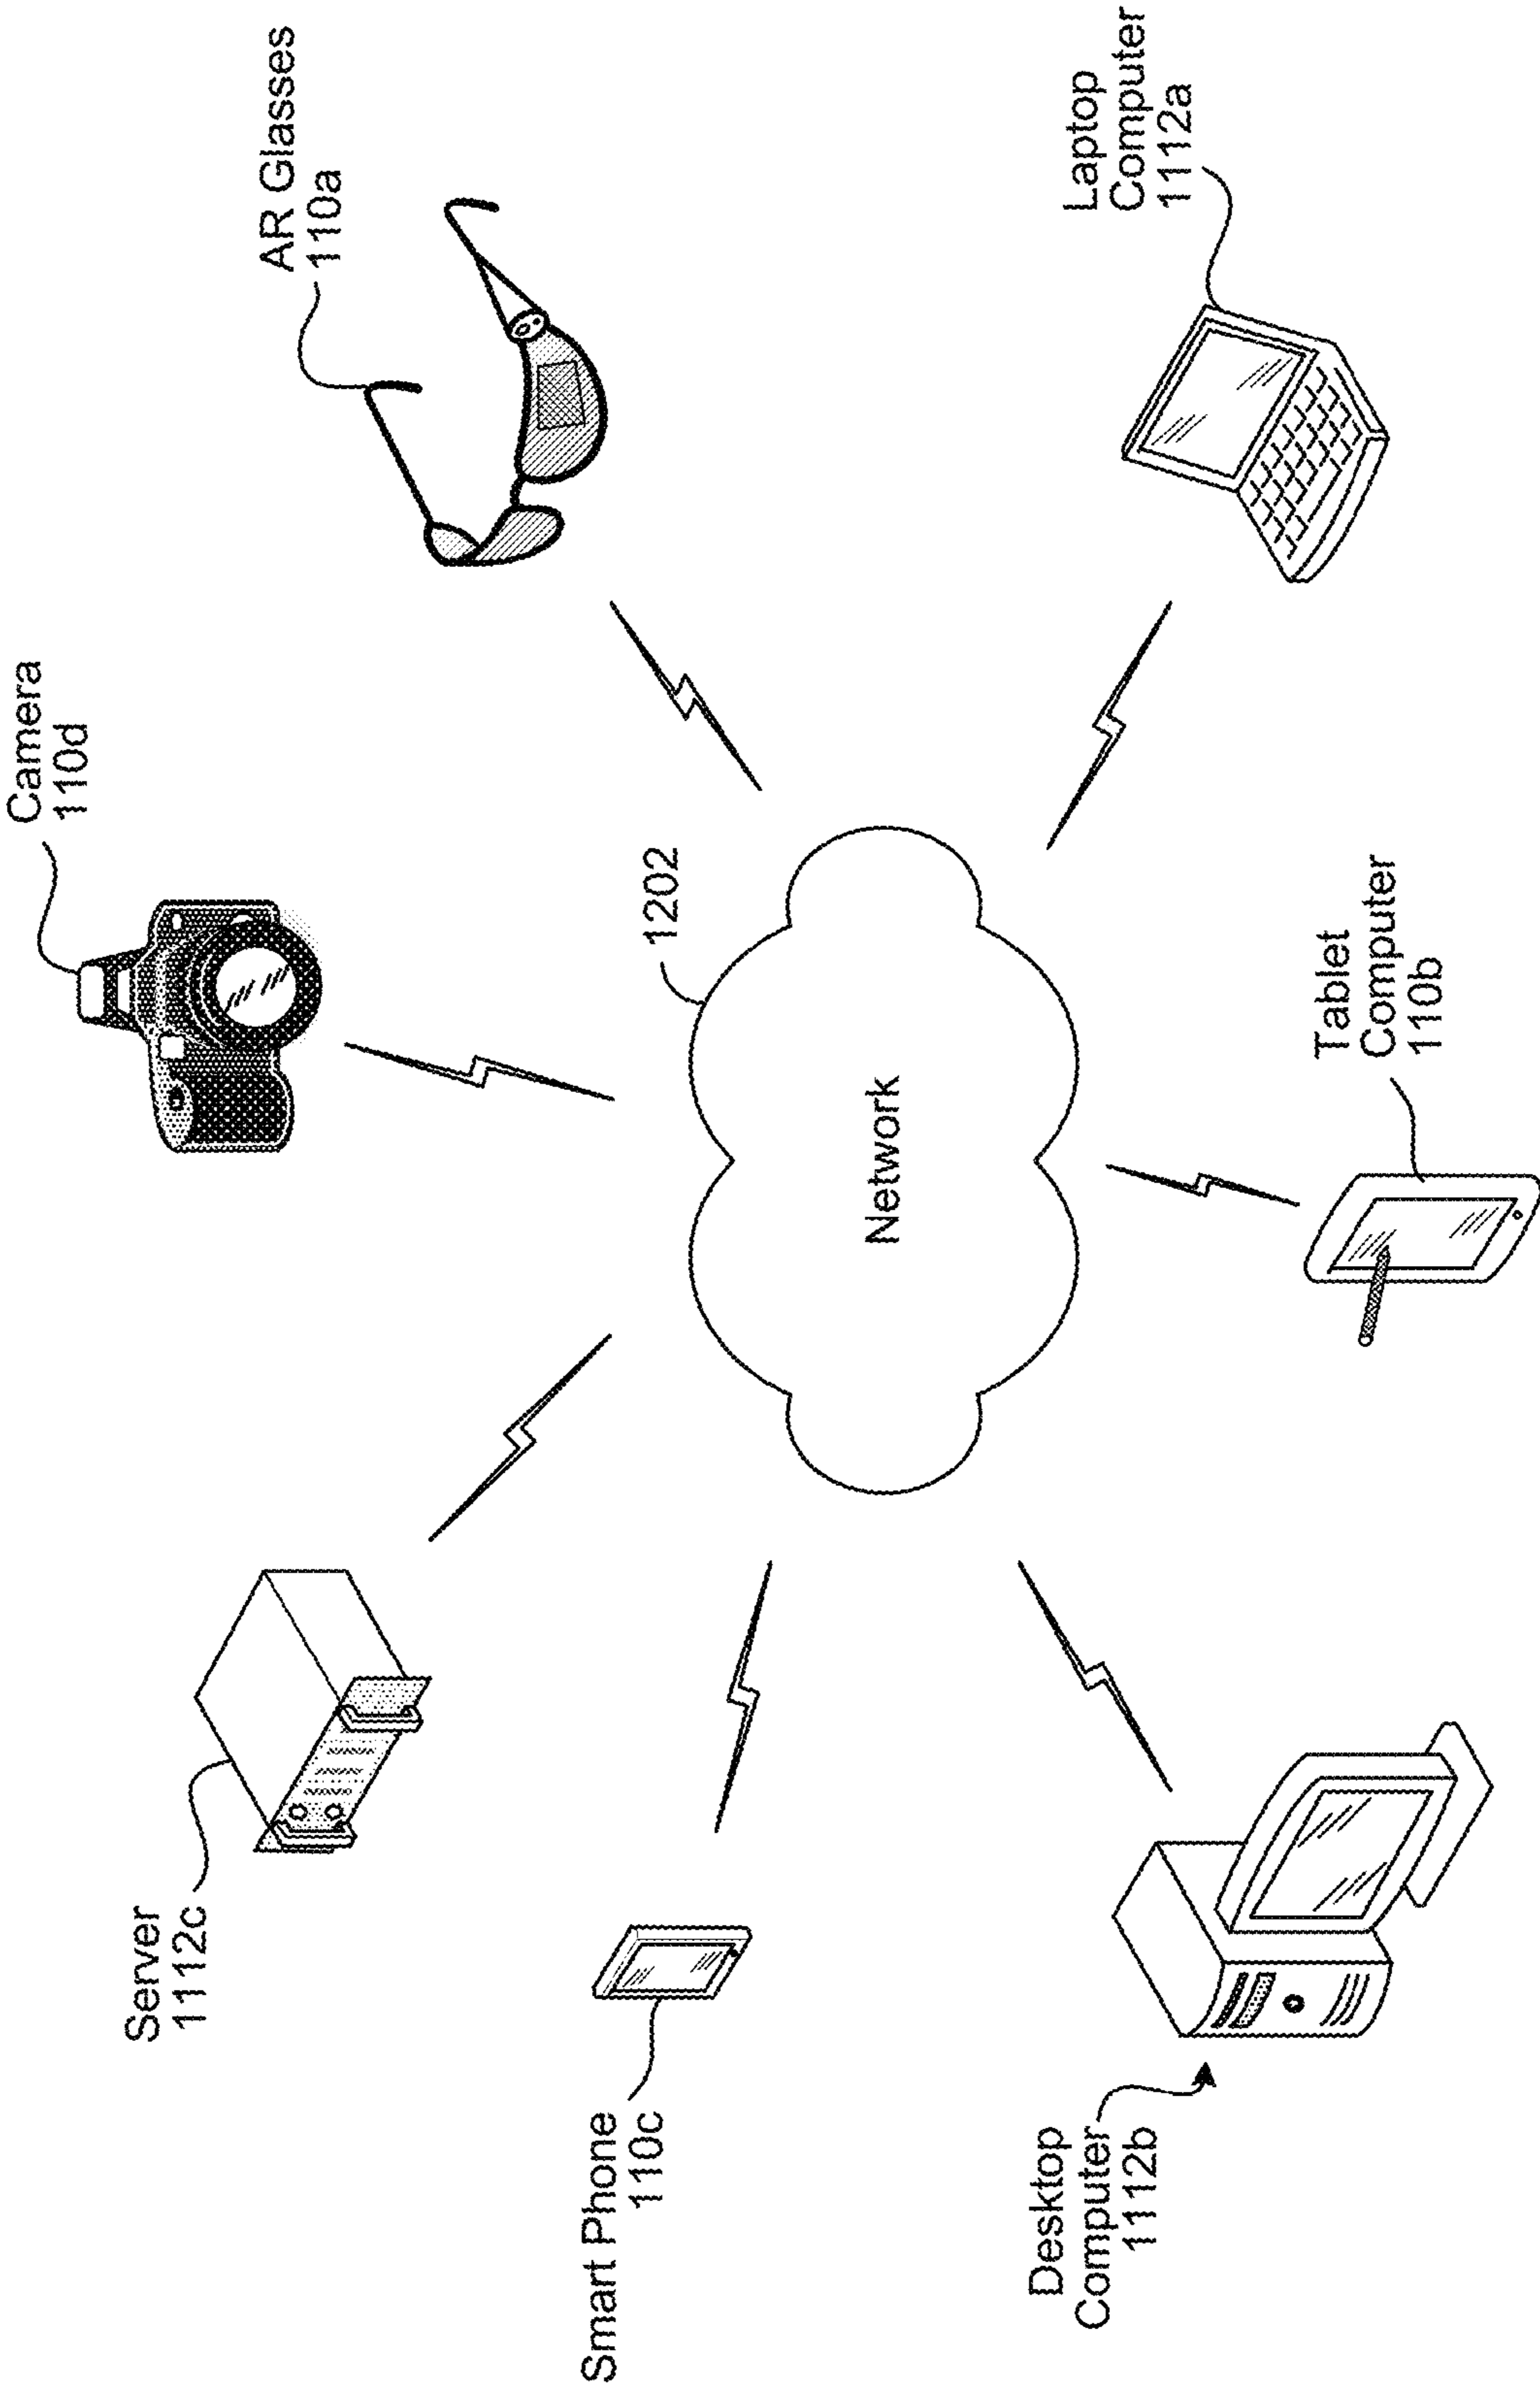 Server
1112c
Camera
110d
AR Glasses
110a
Smart Phone
110c
1202
Network
Desktop
Computer
1112b
Tablet
Computer
110b
Laptop
Computer
1112a